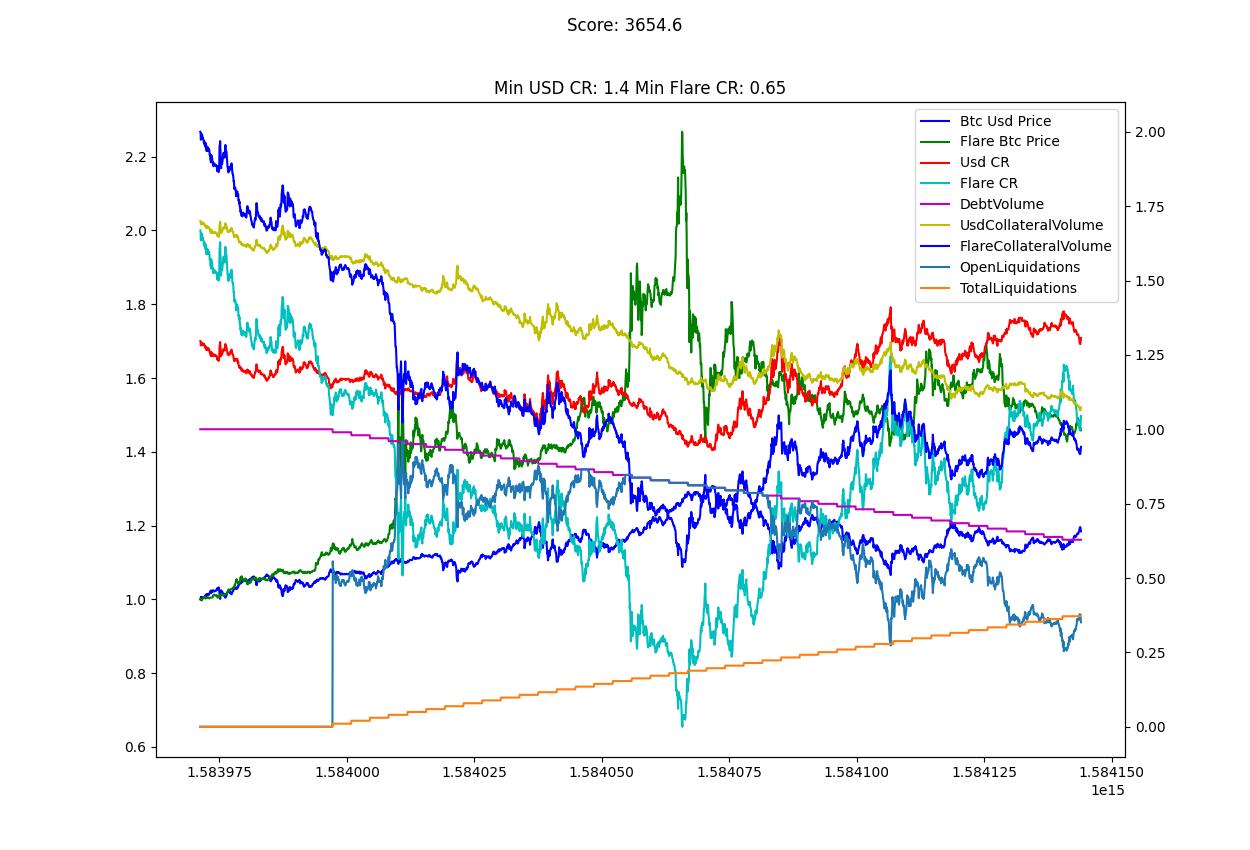 Score: 3654.6
Min USD CR: 1.4 Min Flare CR: 0.65
Btc Usd Price
Flare Btc Price
Usd CR
Flare CR
DebtVolume
UsdCollateralVolume
FlareCollateralVolume
OpenLiquidations
TotalLiquidations
2.2
2.0
1.8
1.6
1.4
1.2
1.0
0.8
0.6
2.00
1.75
1.50
1.25
1.00
0.75
0.50
0.25
0.00
1.583975 1.584000 1.584025 1.584050 1.584075 1.584100 1.584125 1.584150
1e15